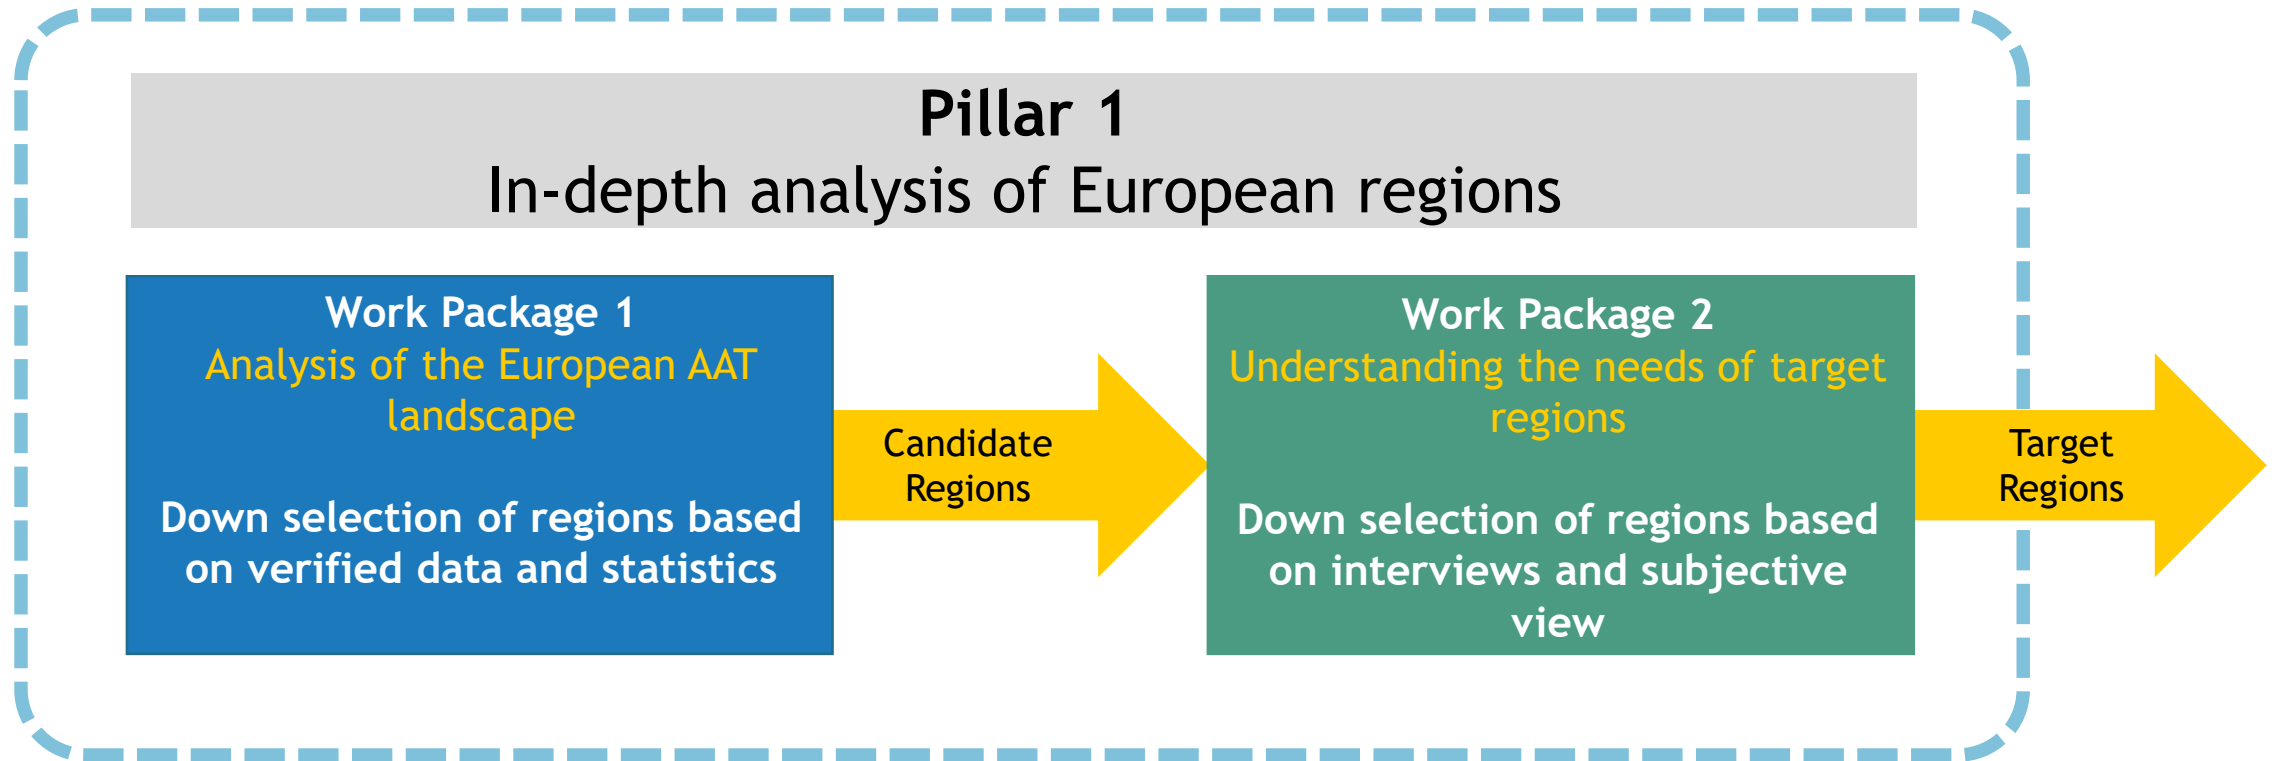 Pillar 1
In-depth analysis of European regions
Work Package 1
Analysis of the European AAT
landscape
Down selection of regions based
on verified data and statistics
Candidate
Regions
Work Package 2
Understanding the needs of target
regions
Down selection of regions based
on interviews and subjective
view
Target
Regions